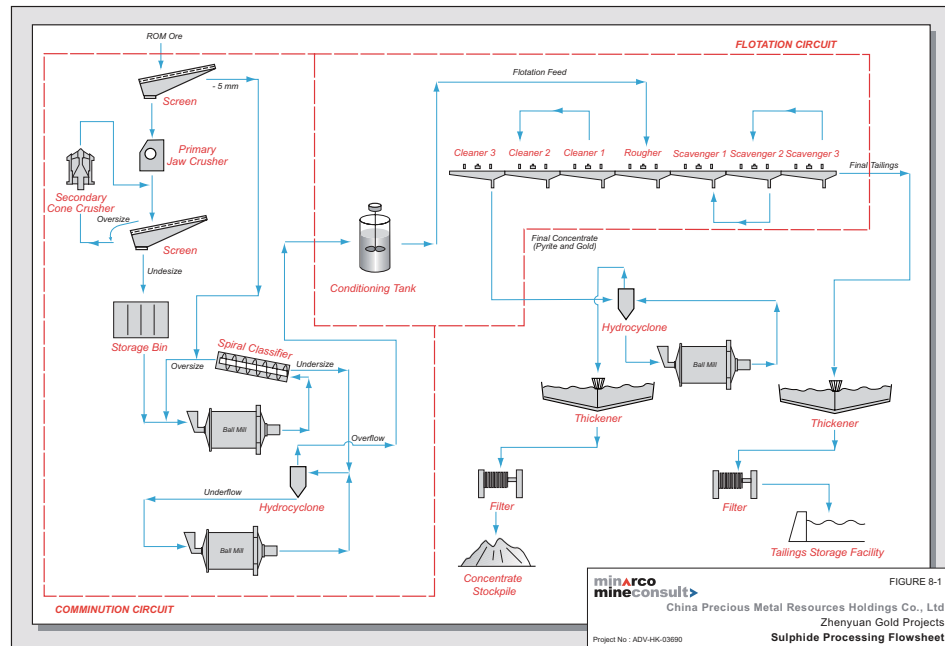 ROM Ore
FLOTATION CIRCUIT
Flotation Feed
- 5 mm
Screen
Primary
Jaw Crusher
Cleaner 3
Cleaner 2
Cleaner 1
Rougher
Scavenger 1
Scavenger 2
Scavenger 3
Final Tailings
Secondary
Cone Crusher
Oversize
Screen
Final Concentrate
(Pyrite and Gold)
Undesize
Conditioning Tank
Hydrocyclone
Storage Bin
Spiral Classifier
Oversize
Undersize
Ball Mill
Thickener
Thickener
Ball Mill
Overflow
Underflow
Hydrocyclone
Filter
Filter
Ball Mill
Tailings Storage Facility
Concentrate
Stockpile
COMMINUTION CIRCUIT
minarco
mineconsult
FIGURE 8-1
China Precious Metal Resources Holdings Co., Ltd
Zhenyuan Gold Projects
Project No : ADV-HK-03690
Sulphide Processing Flowsheet